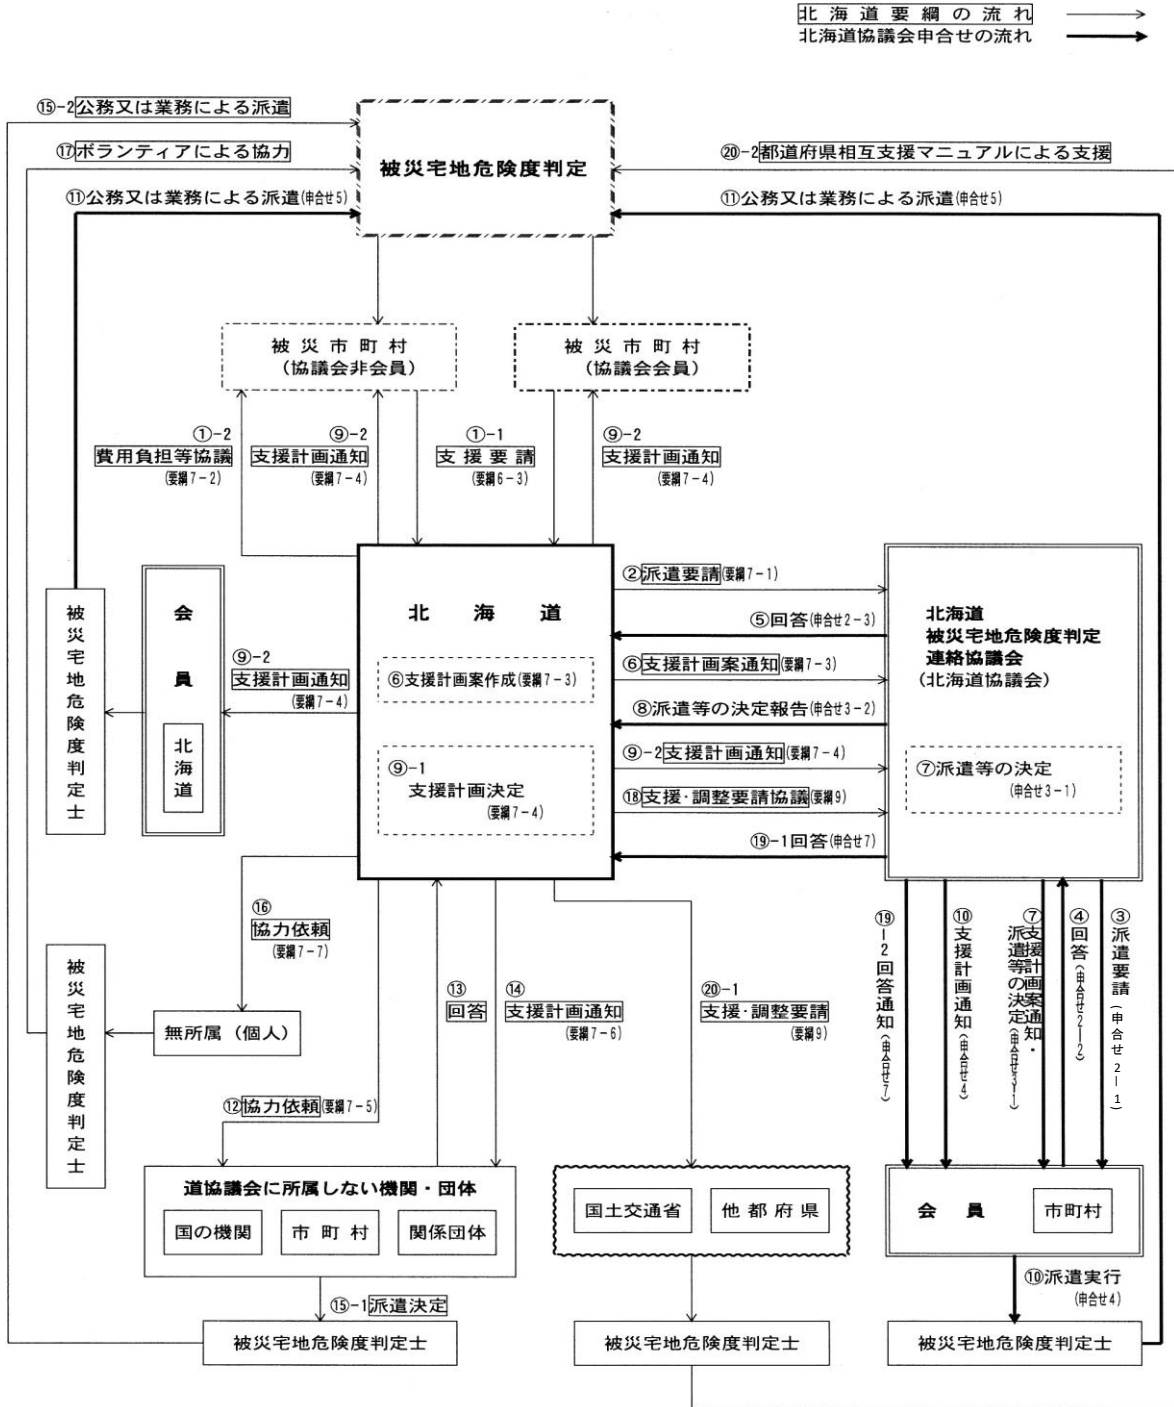 北海道要綱の流れ
北海道協議会申合せの流れ
⑮-2公務又は業務による派遣
⑰ボランティアによる協力
⑪公務又は業務による派遣(申合せ5)
被災宅地危険度判定
⑳-2都道府県相互支援マニュアルによる支援
⑪公務又は業務による派遣(申合せ5)
被災市町村
(協議会非会員)
被災市町村
(協議会会員)
①-2
費用負担等協議
(要綱7-2)
⑨-2
支援計画通知
(要綱7-4)
①-1
支援要請
(要綱6-3)
⑨-2
支援計画通知
(要綱7-4)
被災宅地危険度判定士
会員
北海道
⑨-2
支援計画通知
(要綱7-4)
北海道
⑥支援計画案作成(要綱7-3)
⑨-1
支援計画決定
(要綱7-4)
②派遣要請(要綱7-1)
⑤回答(申合せ2-3)
⑥支援計画案通知(要綱7-3)
⑧派遣等の決定報告(申合せ3-2)
⑨-2支援計画通知(要綱7-4)
⑱支援・調整要請協議(要綱9)
⑲-1回答(申合せ7)
北海道
被災宅地危険度判定
連絡協議会
(北海道協議会)
⑦派遣等の決定
(申合せ3-1)
⑯
協力依頼
(要綱7-7)
被災宅地危険度判定士
無所属(個人)
⑫協力依頼(要綱7-5)
⑬
回答
⑭
支援計画通知
(要綱7-6)
⑳-1
支援・調整要請
(要綱9)
⑲-2回答通知(申合せ7)
⑩支援計画通知(申合せ4)
⑦支援計画案通知・
派遣等の決定(申合せ3-1)
④回答(申合せ2-2)
③派遣要請(申合せ2-1)
道協議会に所属しない機関・団体
国の機関
市町村
関係団体
国土交通省
他都府県
会員
市町村
⑮-1派遣決定
⑩派遣実行
(申合せ4)
被災宅地危険度判定士
被災宅地危険度判定士
被災宅地危険度判定士